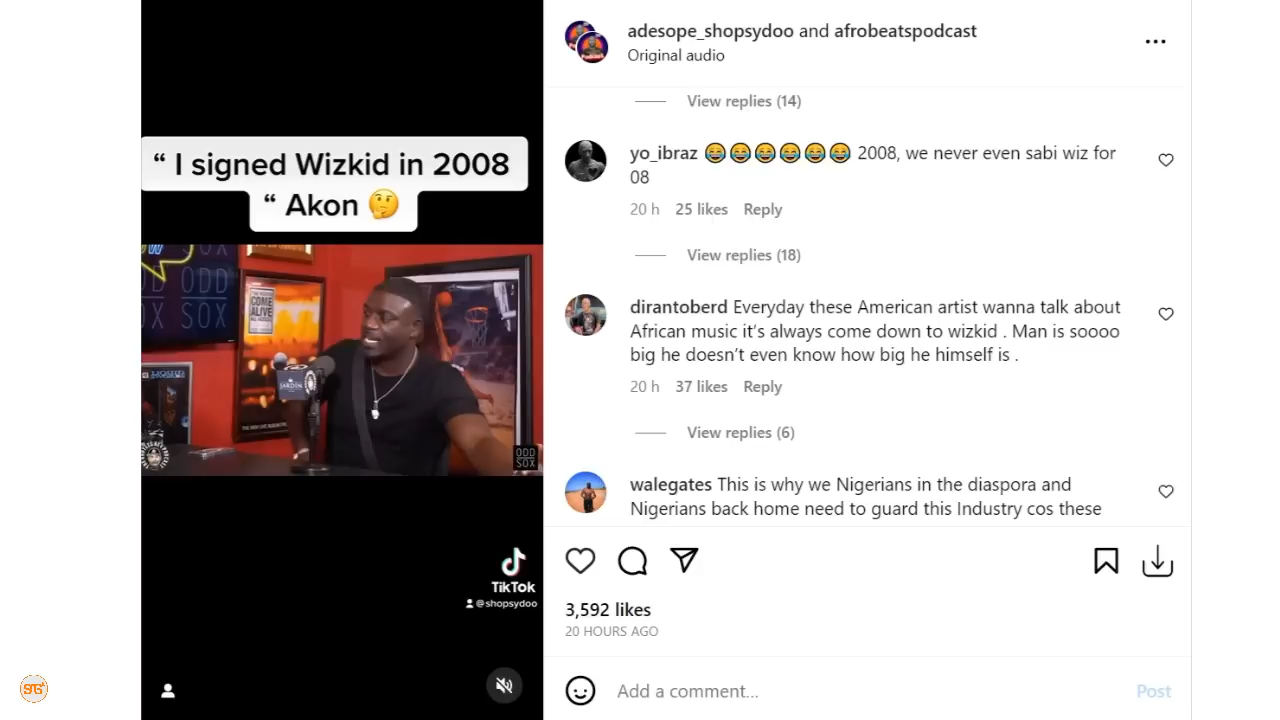 “ I signed Wizkid in 2008
“ Akon 🤔
ODD
SOX
COME
ALIVE
JARDIN
ODD
SOX
TikTok
@shopsydoo
adesope_shopsydoo and afrobeatspodcast
Original audio
View replies (14)
yo_ibraz 😂😂😂😂😂😂 2008, we never even sabi wiz for
08
20 h 25 likes Reply
View replies (18)
dirantoberd Everyday these American artist wanna talk about
African music it’s always come down to wizkid . Man is soooo
big he doesn’t even know how big he himself is .
20 h 37 likes Reply
View replies (6)
walegates This is why we Nigerians in the diaspora and
Nigerians back home need to guard this Industry cos these
3,592 likes
20 HOURS AGO
Add a comment...
Post